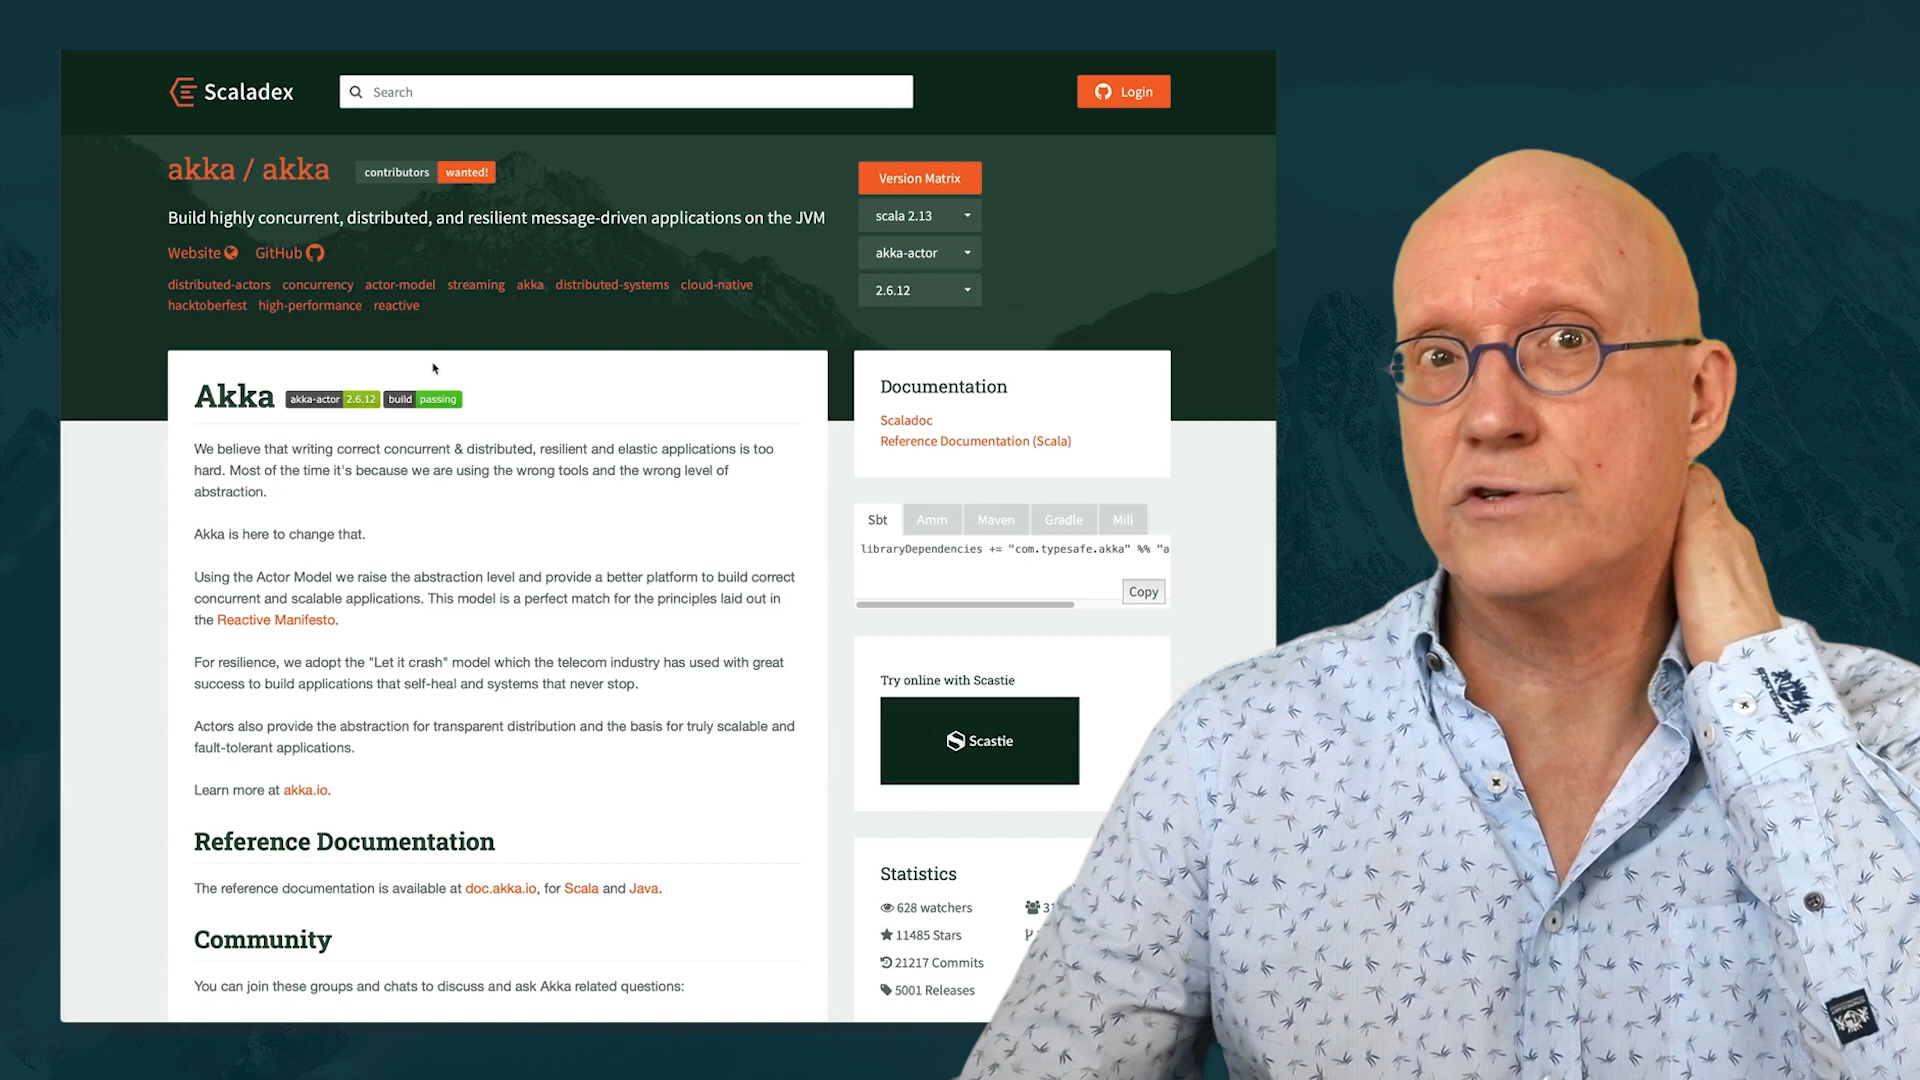 Scaladex
Search
Login
akka / akka
contributors wanted!
Build highly concurrent, distributed, and resilient message-driven applications on the JVM
Website
GitHub
distributed-actors concurrency actor-model streaming akka distributed-systems cloud-native
hacktoberfest high-performance reactive
Version Matrix
scala 2.13
akka-actor
2.6.12
Akka
akka-actor 2.6.12 build passing
We believe that writing correct concurrent & distributed, resilient and elastic applications is too
hard. Most of the time it's because we are using the wrong tools and the wrong level of
abstraction.
Akka is here to change that.
Using the Actor Model we raise the abstraction level and provide a better platform to build correct
concurrent and scalable applications. This model is a perfect match for the principles laid out in
the Reactive Manifesto.
For resilience, we adopt the "Let it crash" model which the telecom industry has used with great
success to build applications that self-heal and systems that never stop.
Actors also provide the abstraction for transparent distribution and the basis for truly scalable and
fault-tolerant applications.
Learn more at akka.io.
Reference Documentation
The reference documentation is available at doc.akka.io, for Scala and Java.
Community
You can join these groups and chats to discuss and ask Akka related questions:
Documentation
Scaladoc
Reference Documentation (Scala)
Sbt Amm Maven Gradle Mill
libraryDependencies += "com.typesafe.akka" %% "a
Copy
Try online with Scastie
Scastie
Statistics
628 watchers
11485 Stars
21217 Commits
5001 Releases